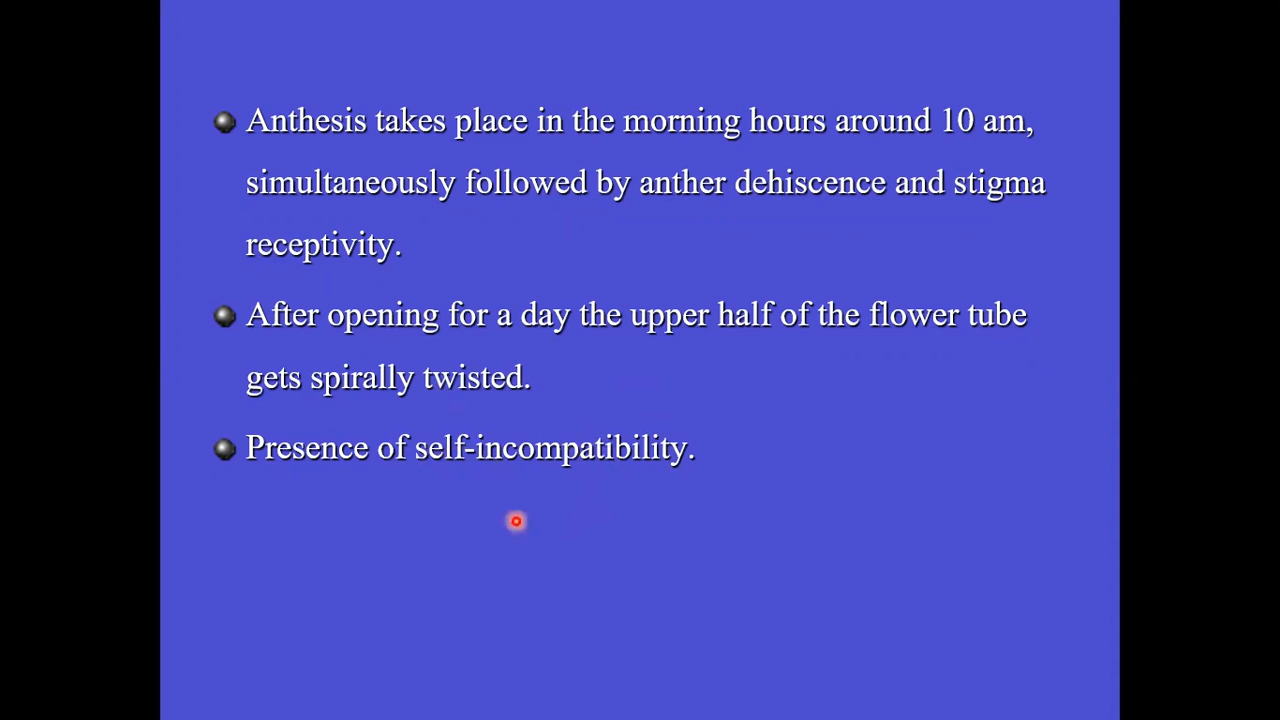 Anthesis takes place in the morning hours around 10 am,
simultaneously followed by anther dehiscence and stigma
receptivity.
After opening for a day the upper half of the flower tube
gets spirally twisted.
Presence of self-incompatibility.